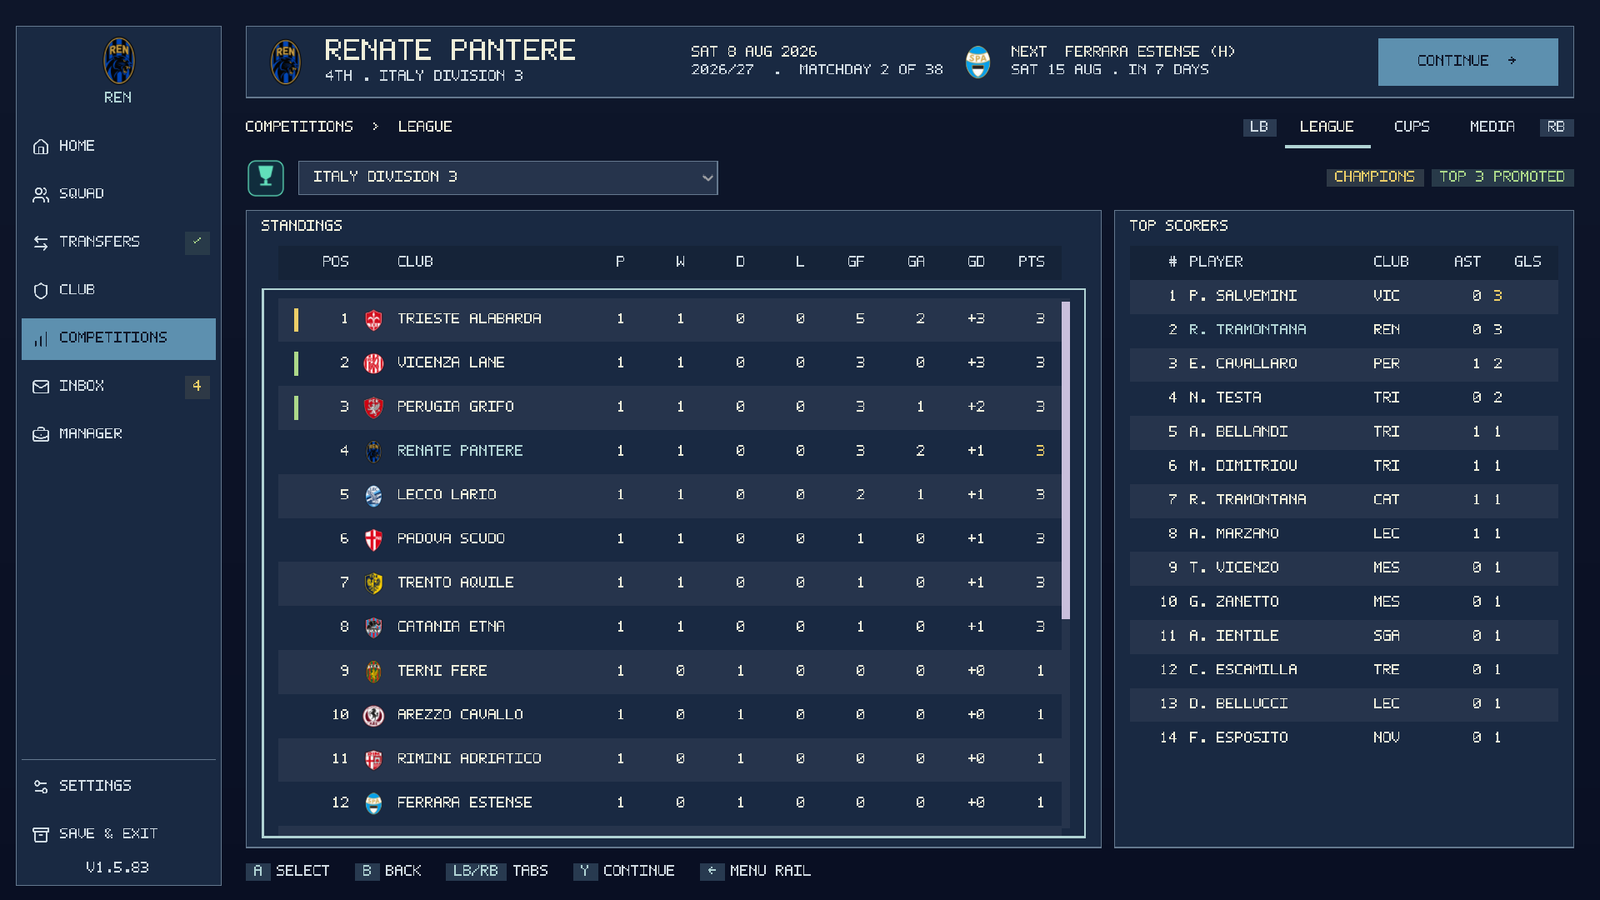 REN
HOME
SQUAD
TRANSFERS
CLUB
COMPETITIONS
INBOX 4
MANAGER
SETTINGS
SAVE & EXIT
V1.5.83
RENATE PANTERE
4TH . ITALY DIVISION 3
SAT 8 AUG 2026
2026/27 . MATCHDAY 2 OF 38
NEXT FERRARA ESTENSE (H)
SAT 15 AUG . IN 7 DAYS
CONTINUE →
COMPETITIONS > LEAGUE
LB LEAGUE CUPS MEDIA RB
ITALY DIVISION 3
CHAMPIONS TOP 3 PROMOTED
STANDINGS
POS CLUB P W D L GF GA GD PTS
1 TRIESTE ALABARDA 1 1 0 0 5 2 +3 3
2 VICENZA LANE 1 1 0 0 3 0 +3 3
3 PERUGIA GRIFO 1 1 0 0 3 1 +2 3
4 RENATE PANTERE 1 1 0 0 3 2 +1 3
5 LECCO LARIO 1 1 0 0 2 1 +1 3
6 PADOVA SCUDO 1 1 0 0 1 0 +1 3
7 TRENTO AQUILE 1 1 0 0 1 0 +1 3
8 CATANIA ETNA 1 1 0 0 1 0 +1 3
9 TERNI FERE 1 0 1 0 0 0 +0 1
10 AREZZO CAVALLO 1 0 1 0 0 0 +0 1
11 RIMINI ADRIATICO 1 0 1 0 0 0 +0 1
12 FERRARA ESTENSE 1 0 1 0 0 0 +0 1
TOP SCORERS
# PLAYER CLUB AST GLS
1 P. SALVEMINI VIC 0 3
2 R. TRAMONTANA REN 0 3
3 E. CAVALLARO PER 1 2
4 N. TESTA TRI 0 2
5 A. BELLANDI TRI 1 1
6 M. DIMITRIOU TRI 1 1
7 R. TRAMONTANA CAT 1 1
8 A. MARZANO LEC 1 1
9 T. VICENZO MES 0 1
10 G. ZANETTO MES 0 1
11 A. IENTILE SGA 0 1
12 C. ESCAMILLA TRE 0 1
13 D. BELLUCCI LEC 0 1
14 F. ESPOSITO NOV 0 1
A SELECT B BACK LB/RB TABS Y CONTINUE ← MENU RAIL